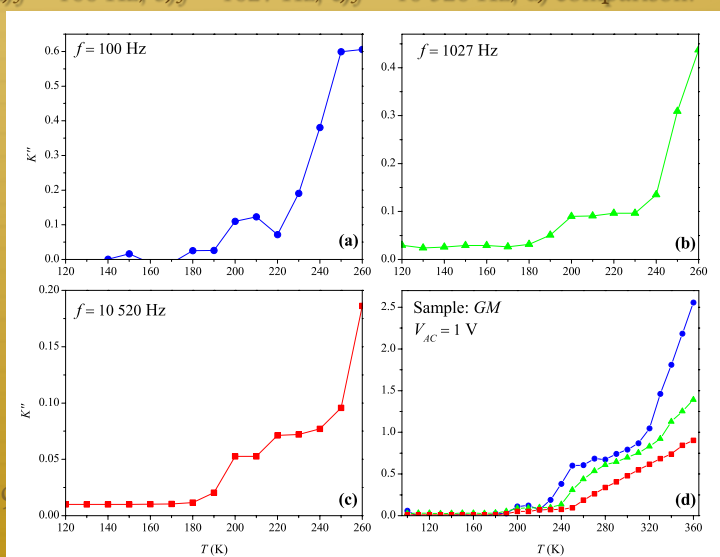 f = 100 Hz
K''
0.6
0.5
0.4
0.3
0.2
0.1
0.0
(a)
120 140 160 180 200 220 240 260
f = 1027 Hz
0.4
0.3
0.2
0.1
0.0
(b)
120 140 160 180 200 220 240 260
f = 10 520 Hz
K''
0.20
0.15
0.10
0.05
0.00
(c)
120 140 160 180 200 220 240 260
T (K)
Sample: GM
V_AC = 1 V
2.5
2.0
1.5
1.0
0.5
0.0
(d)
120 160 200 240 280 320 360
T (K)